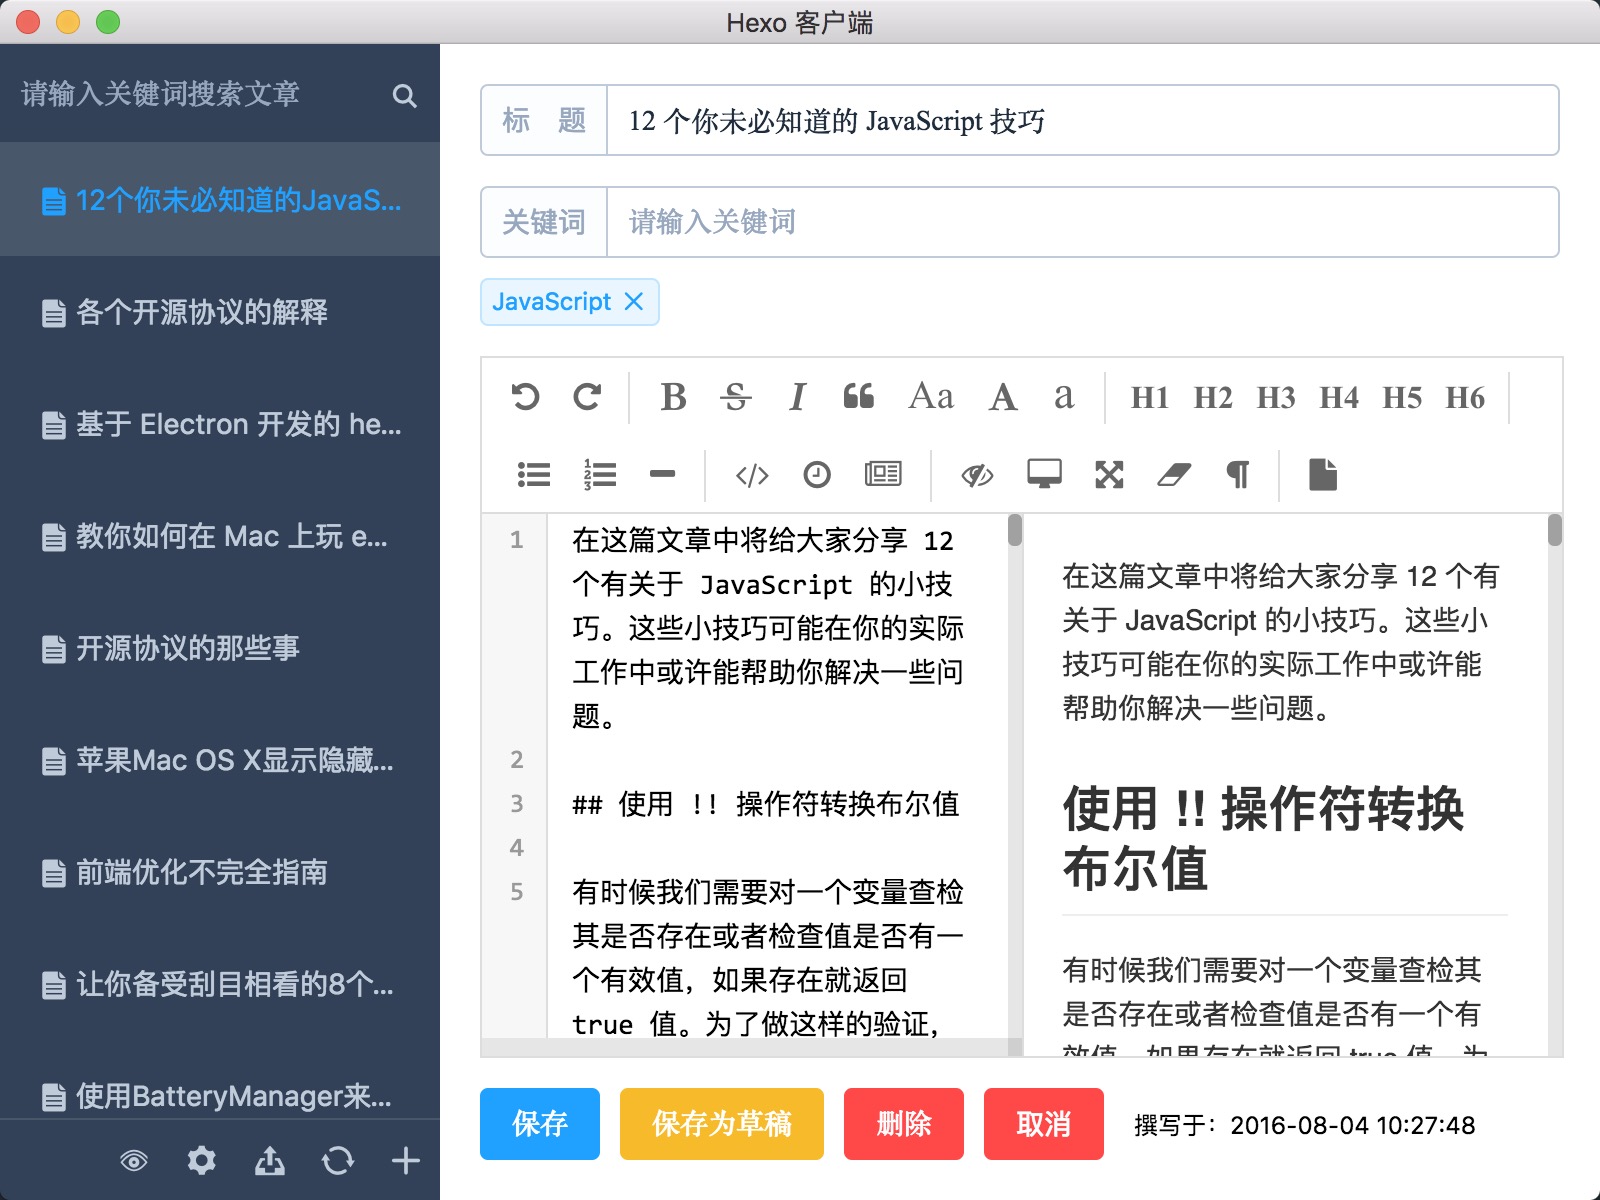 Hexo 客户端
请输入关键词搜索文章
12个你未必知道的JavaS...
各个开源协议的解释
基于 Electron 开发的 he...
教你如何在 Mac 上玩 e...
开源协议的那些事
苹果Mac OS X显示隐藏...
前端优化不完全指南
让你备受刮目相看的8个...
使用BatteryManager来...
标 题
12 个你未必知道的 JavaScript 技巧
关键词
请输入关键词
JavaScript
B S I Aa A a H1 H2 H3 H4 H5 H6
1
在这篇文章中将给大家分享 12
个有关于 JavaScript 的小技
巧。这些小技巧可能在你的实际
工作中或许能帮助你解决一些问
题。
2
3
## 使用 !! 操作符转换布尔值
4
5
有时候我们需要对一个变量查检
其是否存在或者检查值是否有一
个有效值，如果存在就返回
true 值。为了做这样的验证，
在这篇文章中将给大家分享 12 个有
关于 JavaScript 的小技巧。这些小
技巧可能在你的实际工作中或许能
帮助你解决一些问题。
使用 !! 操作符转换
布尔值
有时候我们需要对一个变量查检其
是否存在或者检查值是否有一个有
效值，如果存在就返回 true 值。为
保存
保存为草稿
删除
取消
撰写于：2016-08-04 10:27:48